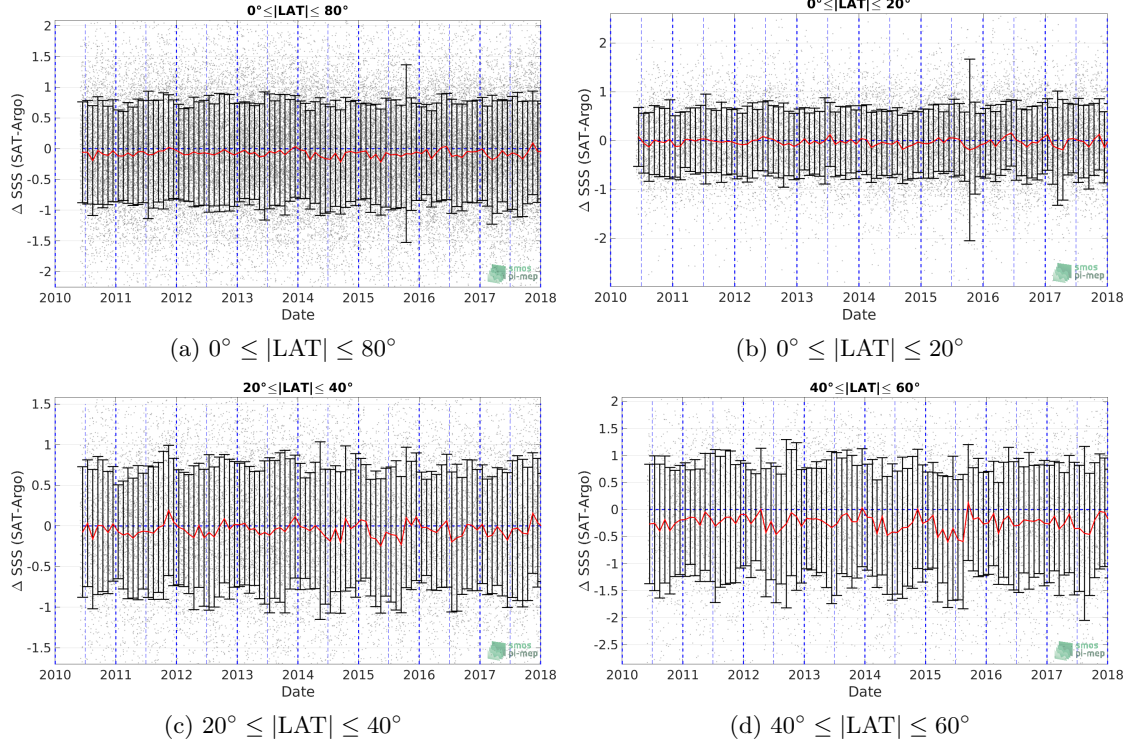 0°≤|LAT|≤ 80°
2
1.5
1
0.5
0
-0.5
-1
-1.5
-2
Δ SSS (SAT-Argo)
2010 2011 2012 2013 2014 2015 2016 2017 2018
Date
smos
pi-mep
(a) 0° ≤ |LAT| ≤ 80°
0°≤|LAT|≤ 20°
2
1
0
-1
-2
Δ SSS (SAT-Argo)
2010 2011 2012 2013 2014 2015 2016 2017 2018
Date
smos
pi-mep
(b) 0° ≤ |LAT| ≤ 20°
20°≤|LAT|≤ 40°
1.5
1
0.5
0
-0.5
-1
-1.5
Δ SSS (SAT-Argo)
2010 2011 2012 2013 2014 2015 2016 2017 2018
Date
smos
pi-mep
(c) 20° ≤ |LAT| ≤ 40°
40°≤|LAT|≤ 60°
2
1.5
1
0.5
0
-0.5
-1
-1.5
-2
-2.5
Δ SSS (SAT-Argo)
2010 2011 2012 2013 2014 2015 2016 2017 2018
Date
smos
pi-mep
(d) 40° ≤ |LAT| ≤ 60°